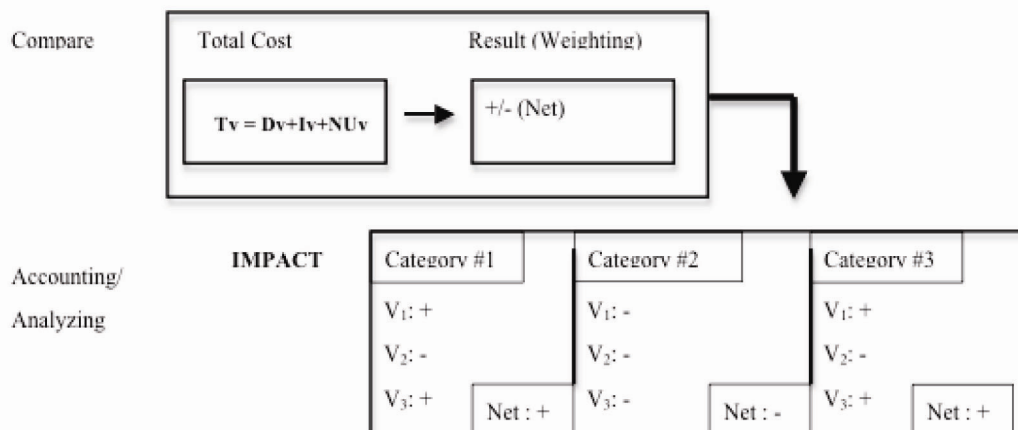 Compare
Total Cost
Result (Weighting)
Tv = Dv+Iv+NUv
+/- (Net)
Accounting/
Analyzing
IMPACT
Category #1
V₁: +
V₂: -
V₃: +
Net : +
Category #2
V₁: -
V₂: -
V₃: -
Net : -
Category #3
V₁: +
V₂: -
V₃: +
Net : +